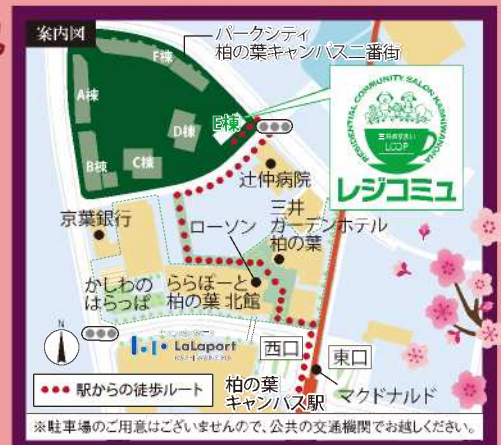 案内図
パークシティ
柏の葉キャンパス二番街
F棟
A棟
E棟
D棟
C棟
B棟
RESIDENTIAL COMMUNITY SALON KASHIWANOHA
三井のすまい
LOOP
レジコミュ
辻仲病院
三井
ガーデンホテル
柏の葉
京葉銀行
ローソン
かしわの
はらっぱ
ららぽーと
柏の葉 北館
N
LaLaport
西口
東口
柏の葉
キャンパス駅
マクドナルド
駅からの徒歩ルート
※駐車場のご用意はございませんので、公共の交通機関でお越しください。